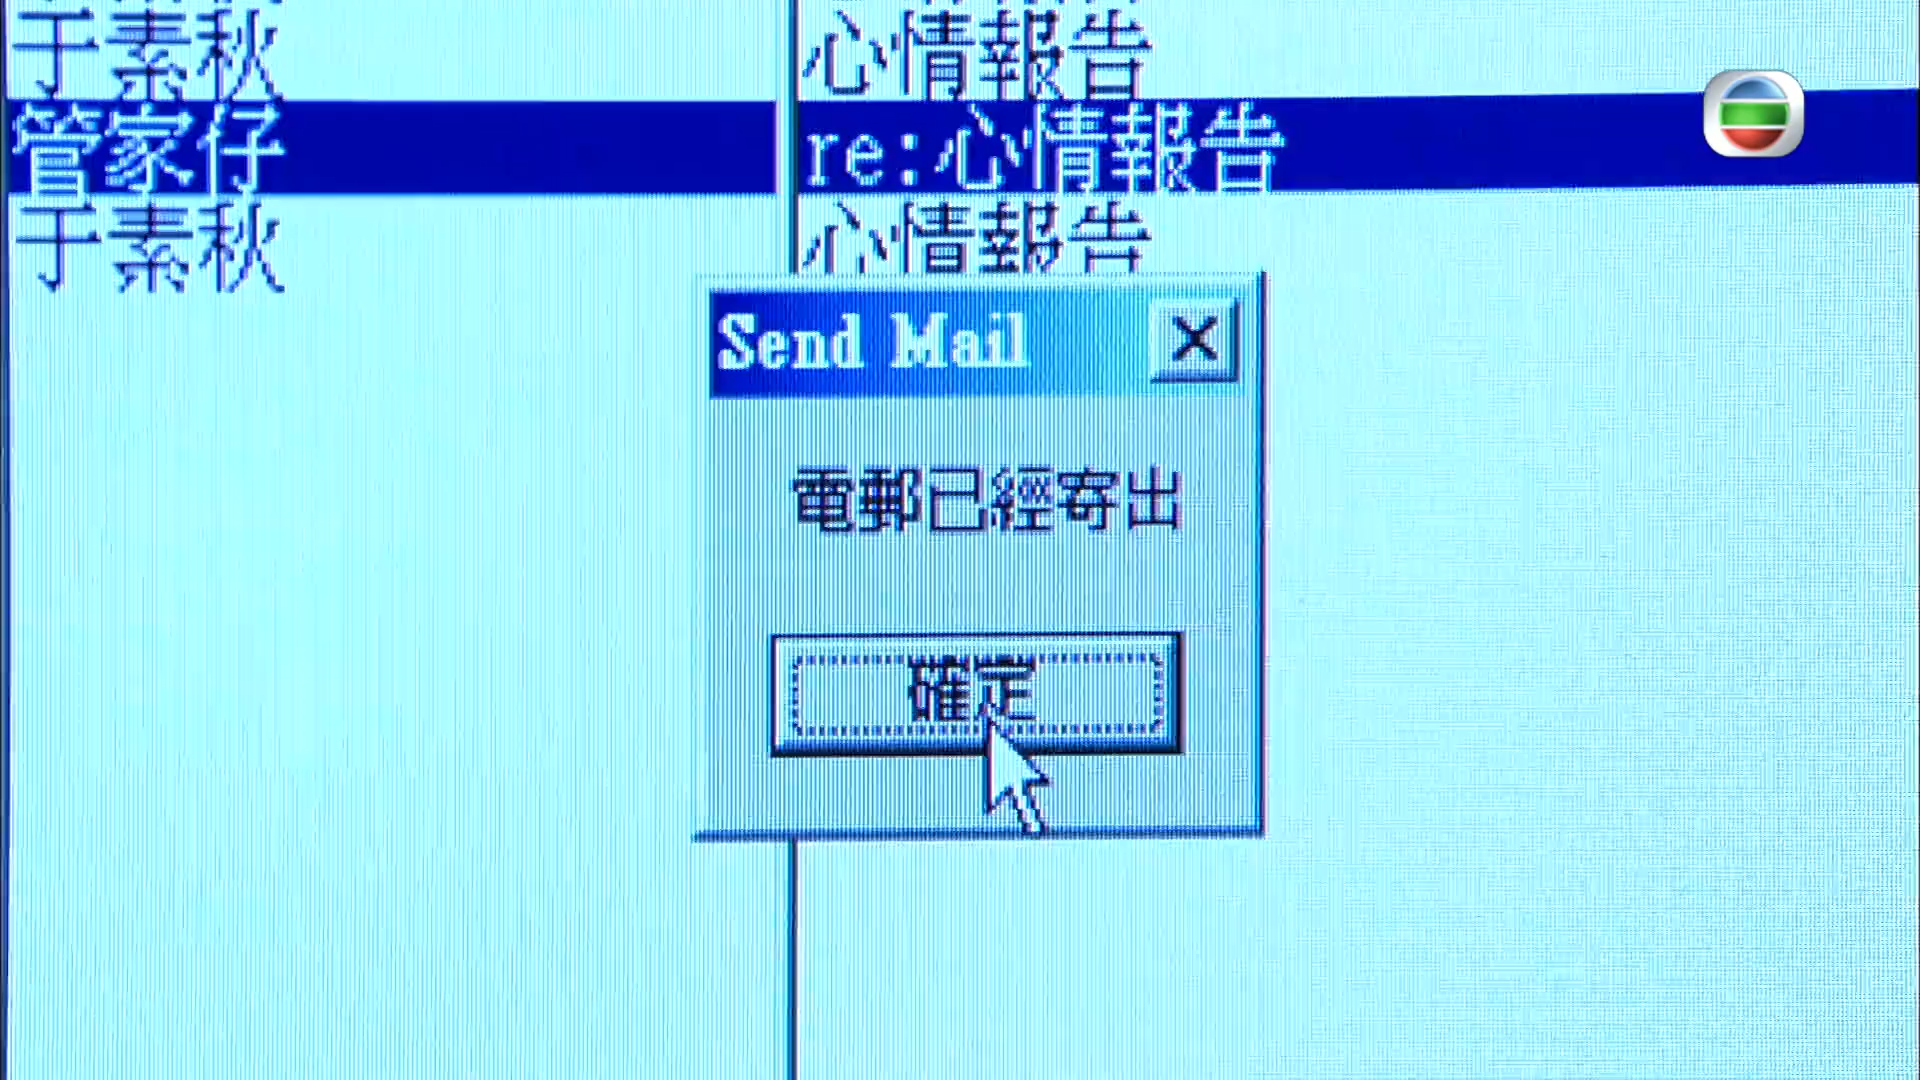 于素秋 心情報告
管家仔 re:心情報告
于素秋 心情報告
Send Mail
電郵已經寄出
確定